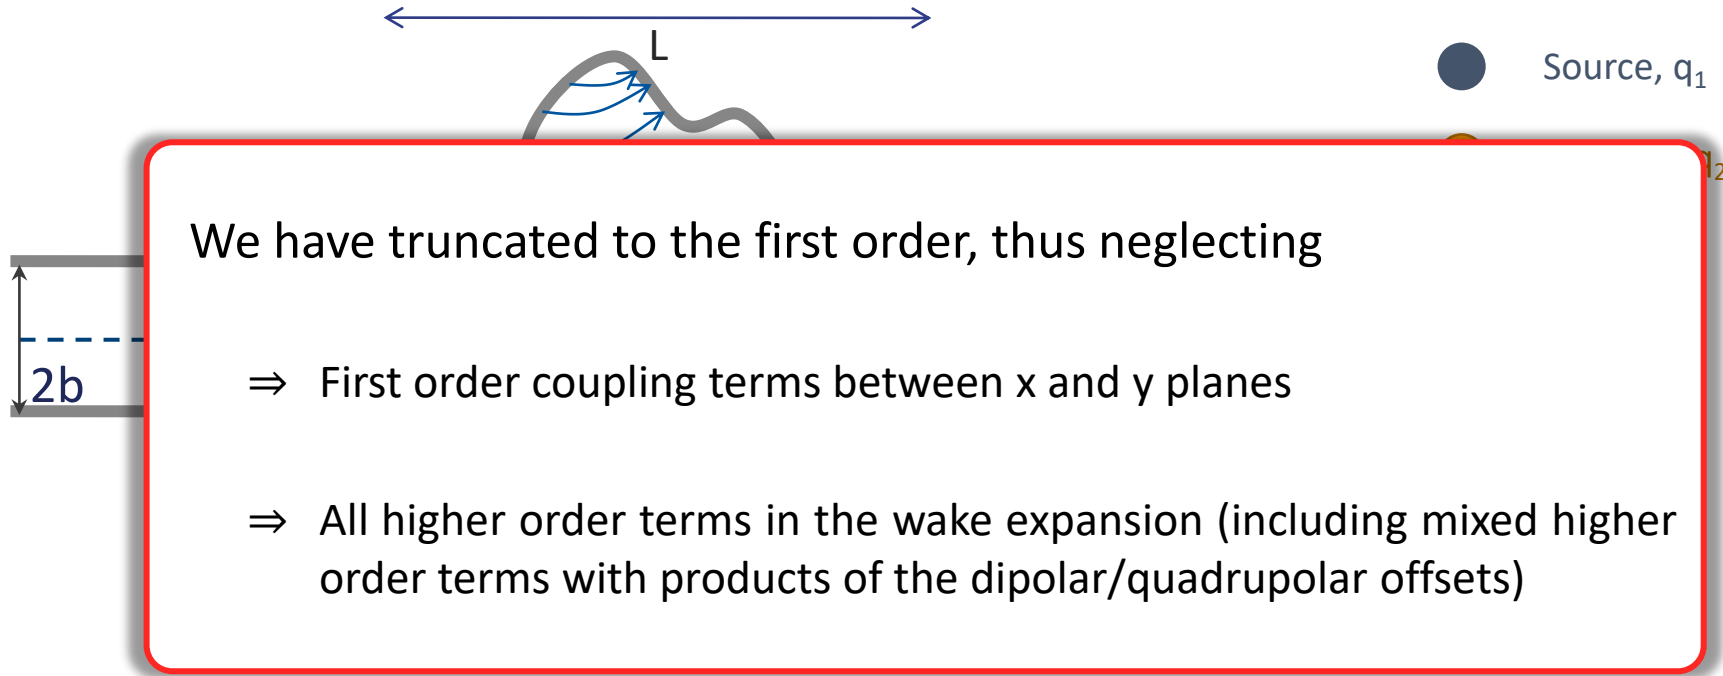 L
Source, q₁
q₂
We have truncated to the first order, thus neglecting
2b
⇒ First order coupling terms between x and y planes
⇒ All higher order terms in the wake expansion (including mixed higher
order terms with products of the dipolar/quadrupolar offsets)